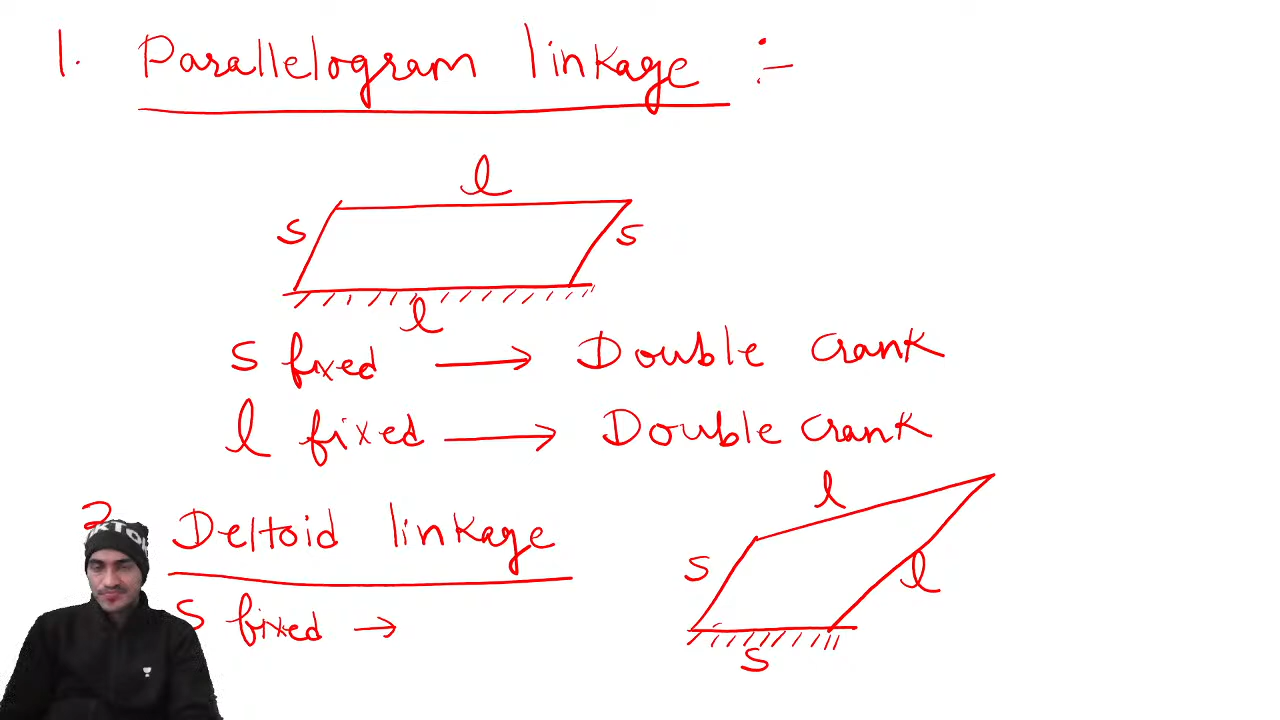 1. Parallelogram linkage :-
l
s s
l
s fixed → Double crank
l fixed → Double crank
2. Deltoid linkage
l
s
l
s fixed →
s